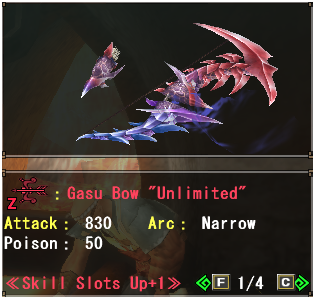 Z : Gasu Bow "Unlimited"
Attack : 830 Arc : Narrow
Poison : 50
≪Skill Slots Up+1≫ F 1/4 C